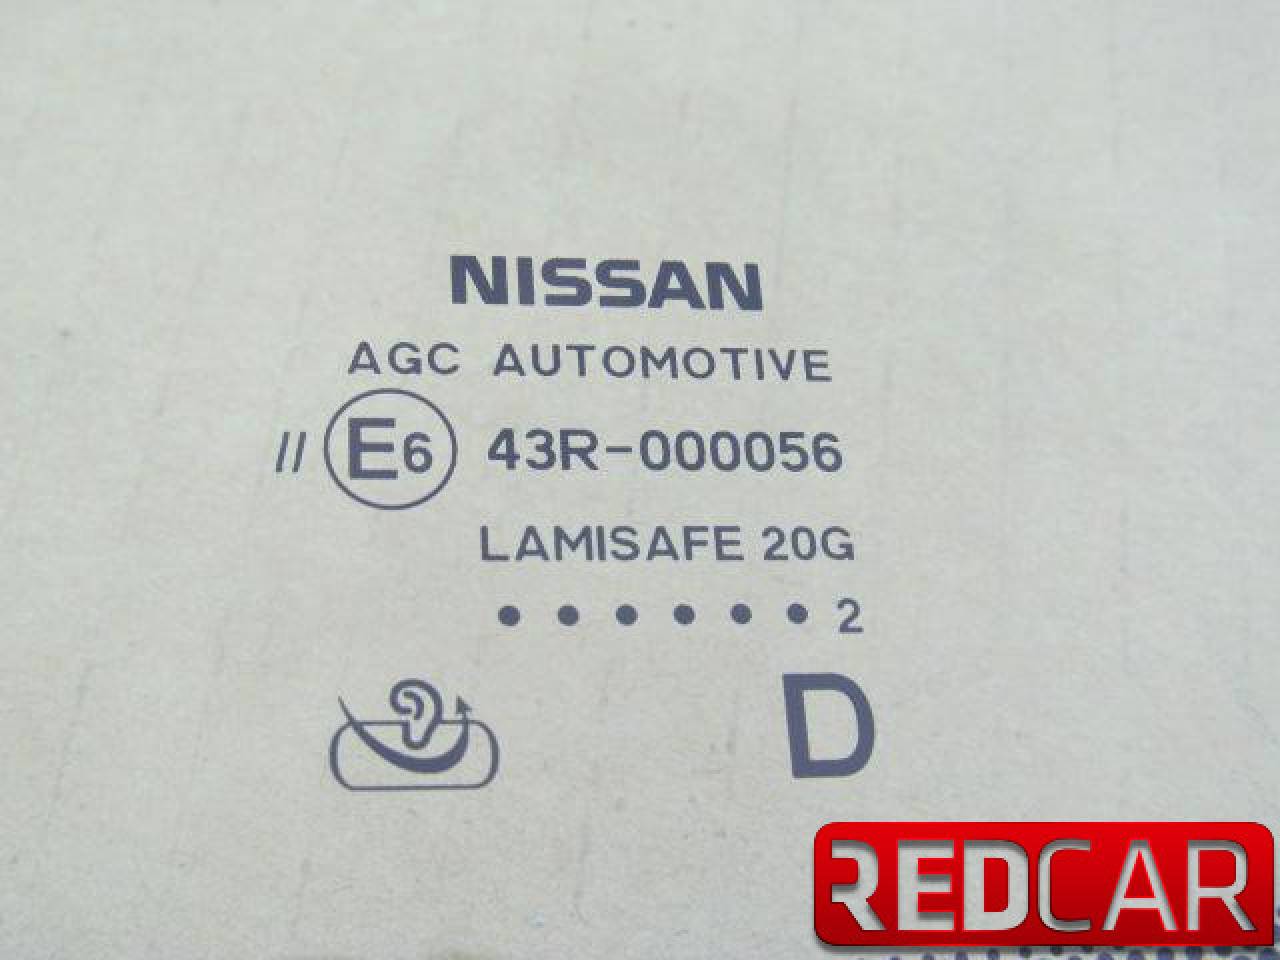 NISSAN
AGC AUTOMOTIVE
// E6 43R-000056
LAMISAFE 20G
• • • • • • 2
D
REDCAR